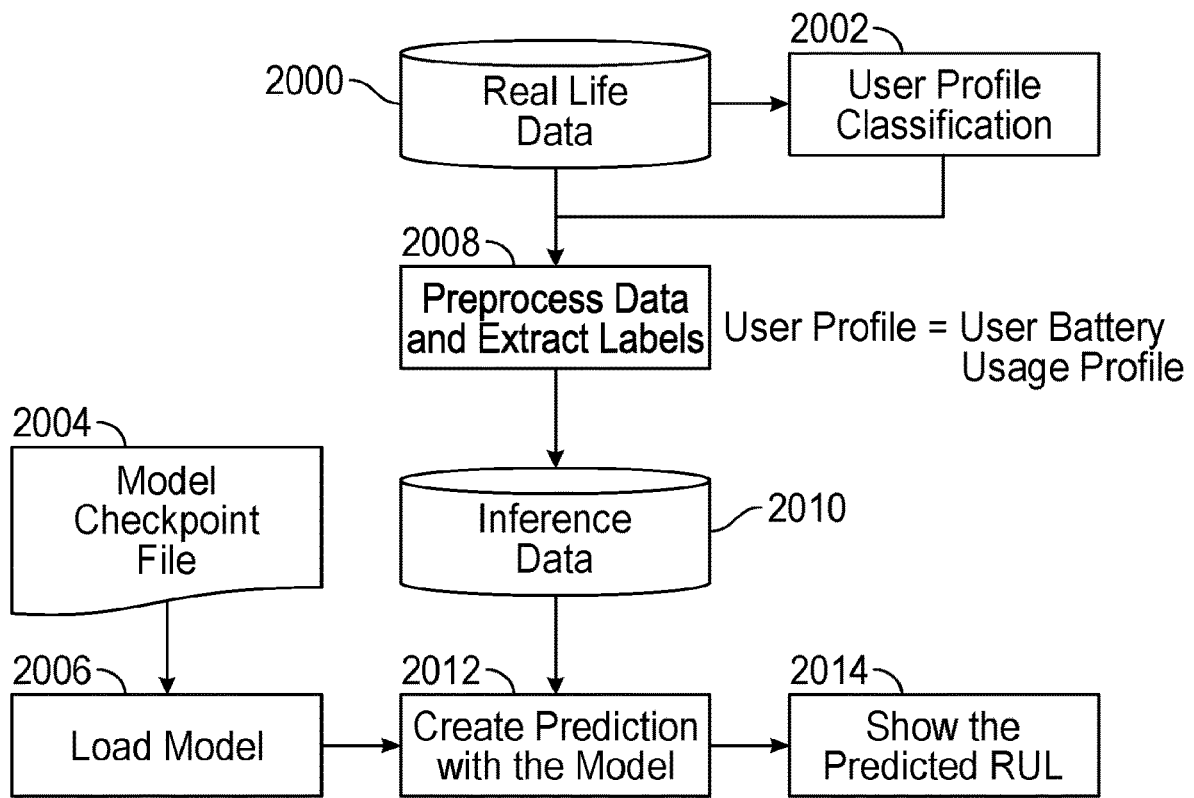 2002
2000
Real Life
Data
User Profile
Classification
2008
Preprocess Data
and Extract Labels
User Profile = User Battery
Usage Profile
2004
Model
Checkpoint
File
Inference
Data
2010
2006
Load Model
2012
Create Prediction
with the Model
2014
Show the
Predicted RUL